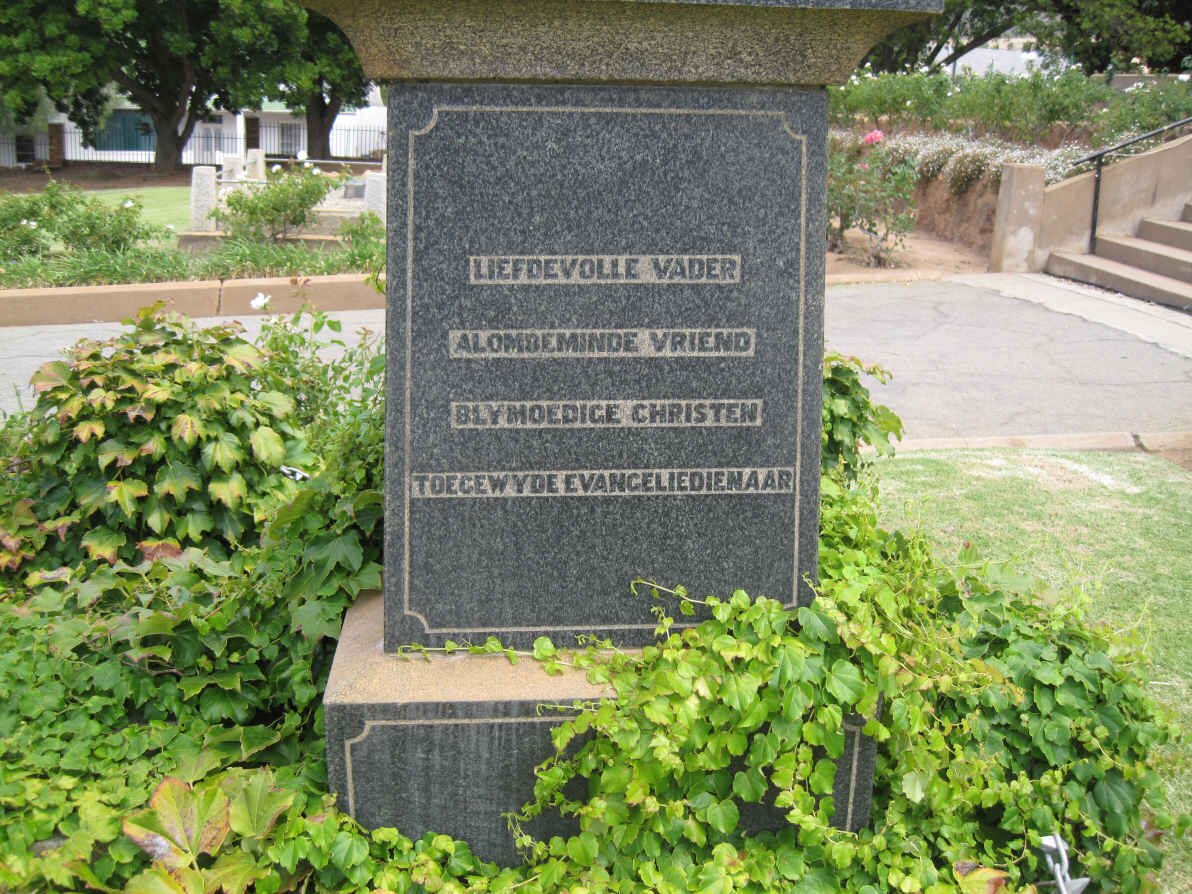 LIEFDEVOLLE VADER
ALOMBEMINDE VRIEND
BLYMOEDIGE CHRISTEN
TOEGEWYDE EVANGELIEDIENAAR